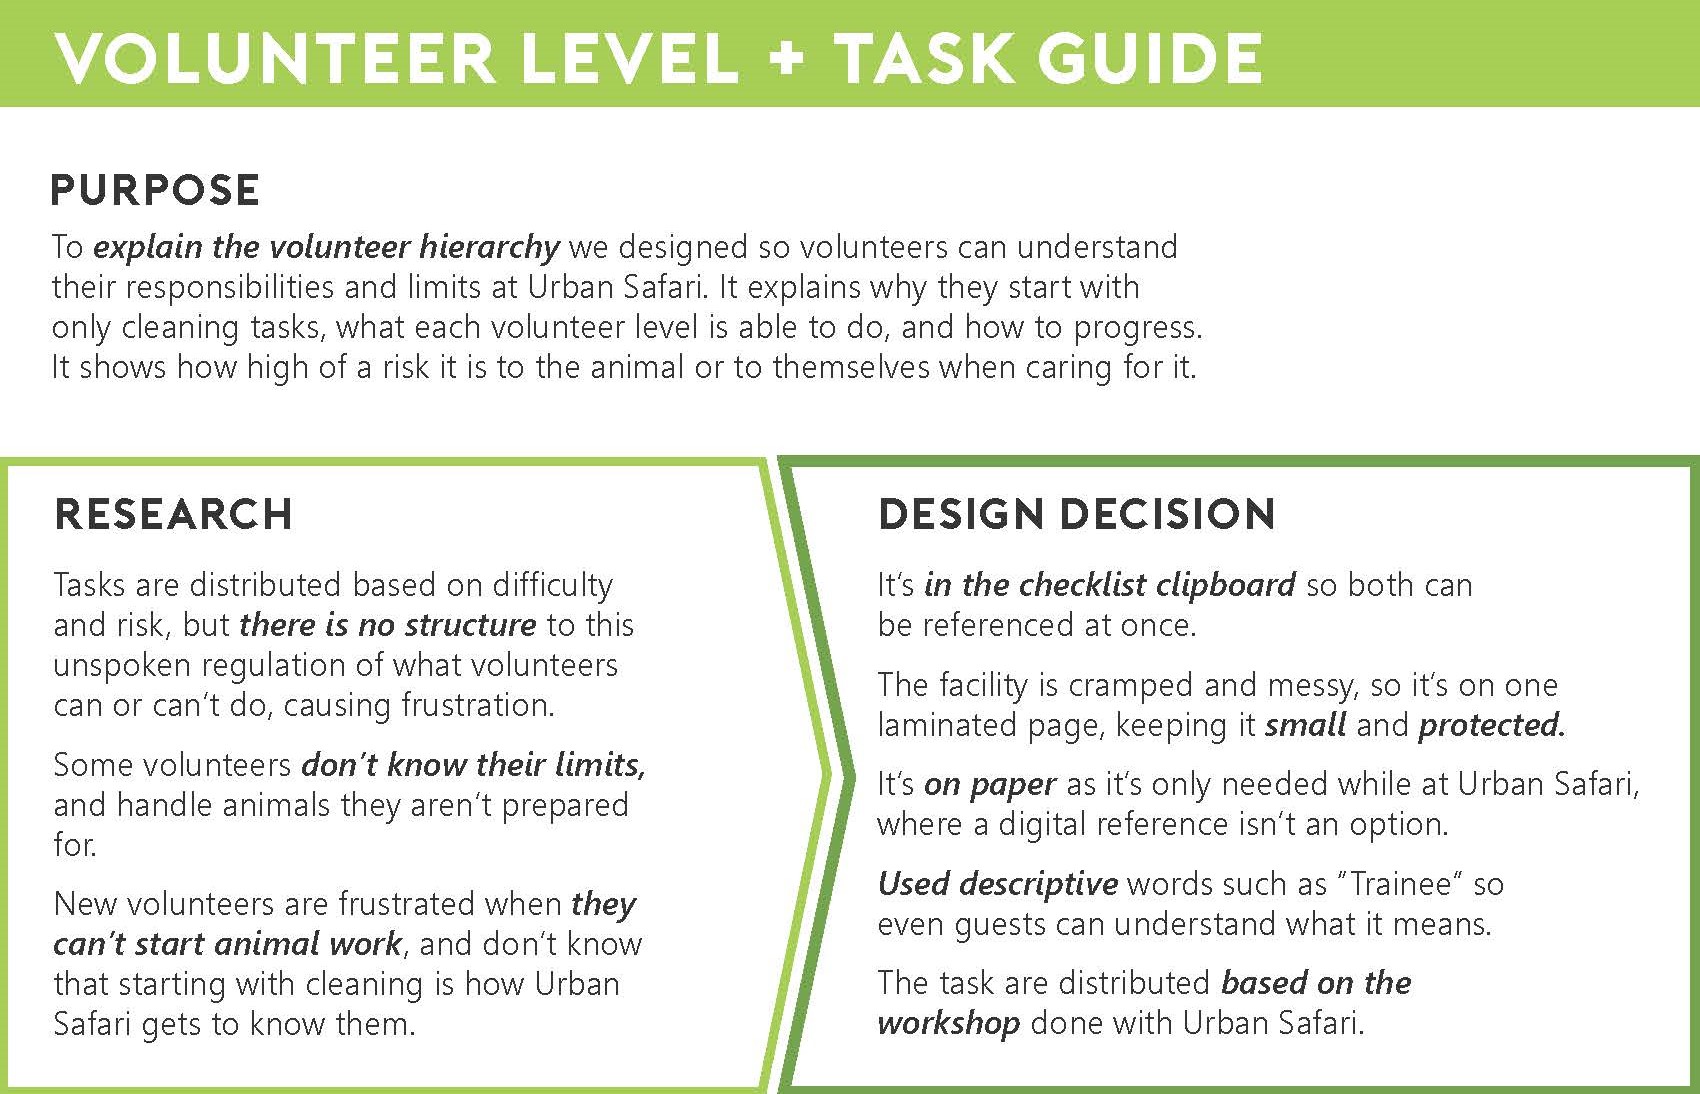 VOLUNTEER LEVEL + TASK GUIDE
PURPOSE
To explain the volunteer hierarchy we designed so volunteers can understand
their responsibilities and limits at Urban Safari. It explains why they start with
only cleaning tasks, what each volunteer level is able to do, and how to progress.
It shows how high of a risk it is to the animal or to themselves when caring for it.
RESEARCH
Tasks are distributed based on difficulty
and risk, but there is no structure to this
unspoken regulation of what volunteers
can or can't do, causing frustration.
Some volunteers don't know their limits,
and handle animals they aren't prepared
for.
New volunteers are frustrated when they
can't start animal work, and don't know
that starting with cleaning is how Urban
Safari gets to know them.
DESIGN DECISION
It's in the checklist clipboard so both can
be referenced at once.
The facility is cramped and messy, so it's on one
laminated page, keeping it small and protected.
It's on paper as it's only needed while at Urban Safari,
where a digital reference isn't an option.
Used descriptive words such as "Trainee" so
even guests can understand what it means.
The task are distributed based on the
workshop done with Urban Safari.